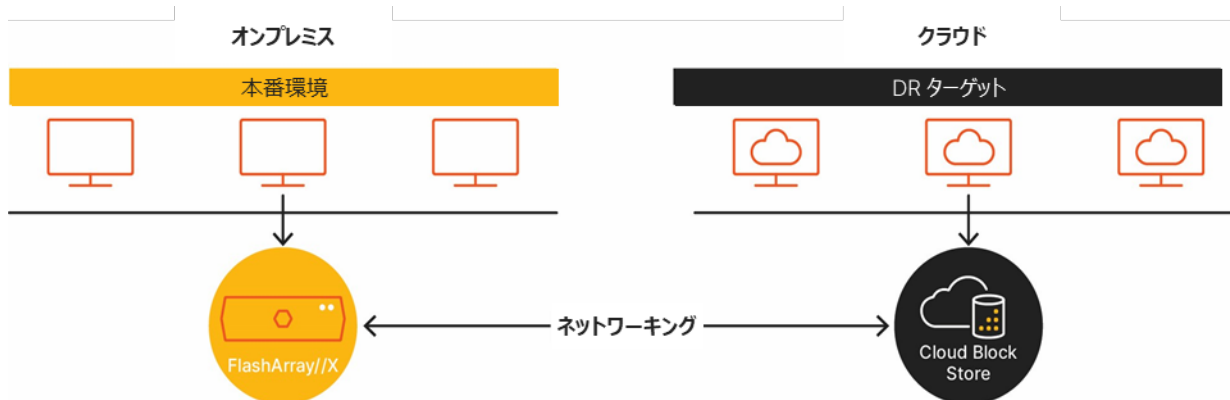 オンプレミス
クラウド
本番環境
DR ターゲット
ネットワーキング
FlashArray//X
Cloud Block
Store